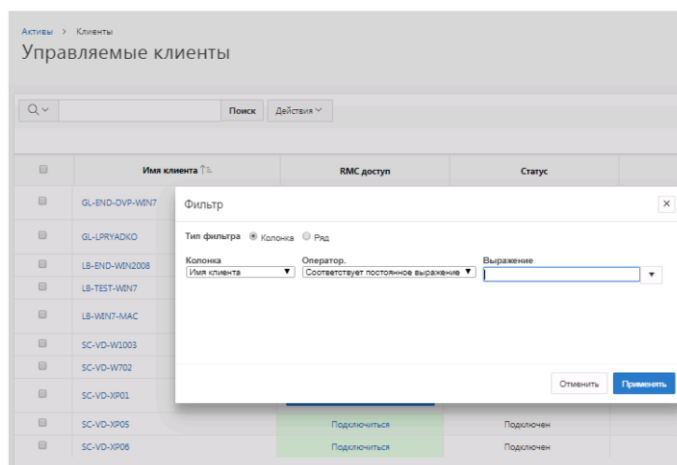 Активы > Клиенты
Управляемые клиенты
Поиск Действия
Имя клиента RMC доступ Статус
GL-END-DVP-WIN7
Фильтр
GL-LPRYADKO
Тип фильтра Колонка Ряд
LB-END-WIN2008
Колонка Оператор. Выражение
Имя клиента Соответствует постоянное выражение
LB-TEST-WIN7
LB-WIN7-MAC
SC-VD-W1003
SC-VD-W702
Отменить Применять
SC-VD-XP01
SC-VD-XP05 Подключиться Подключен
SC-VD-XP06 Подключиться Подключен